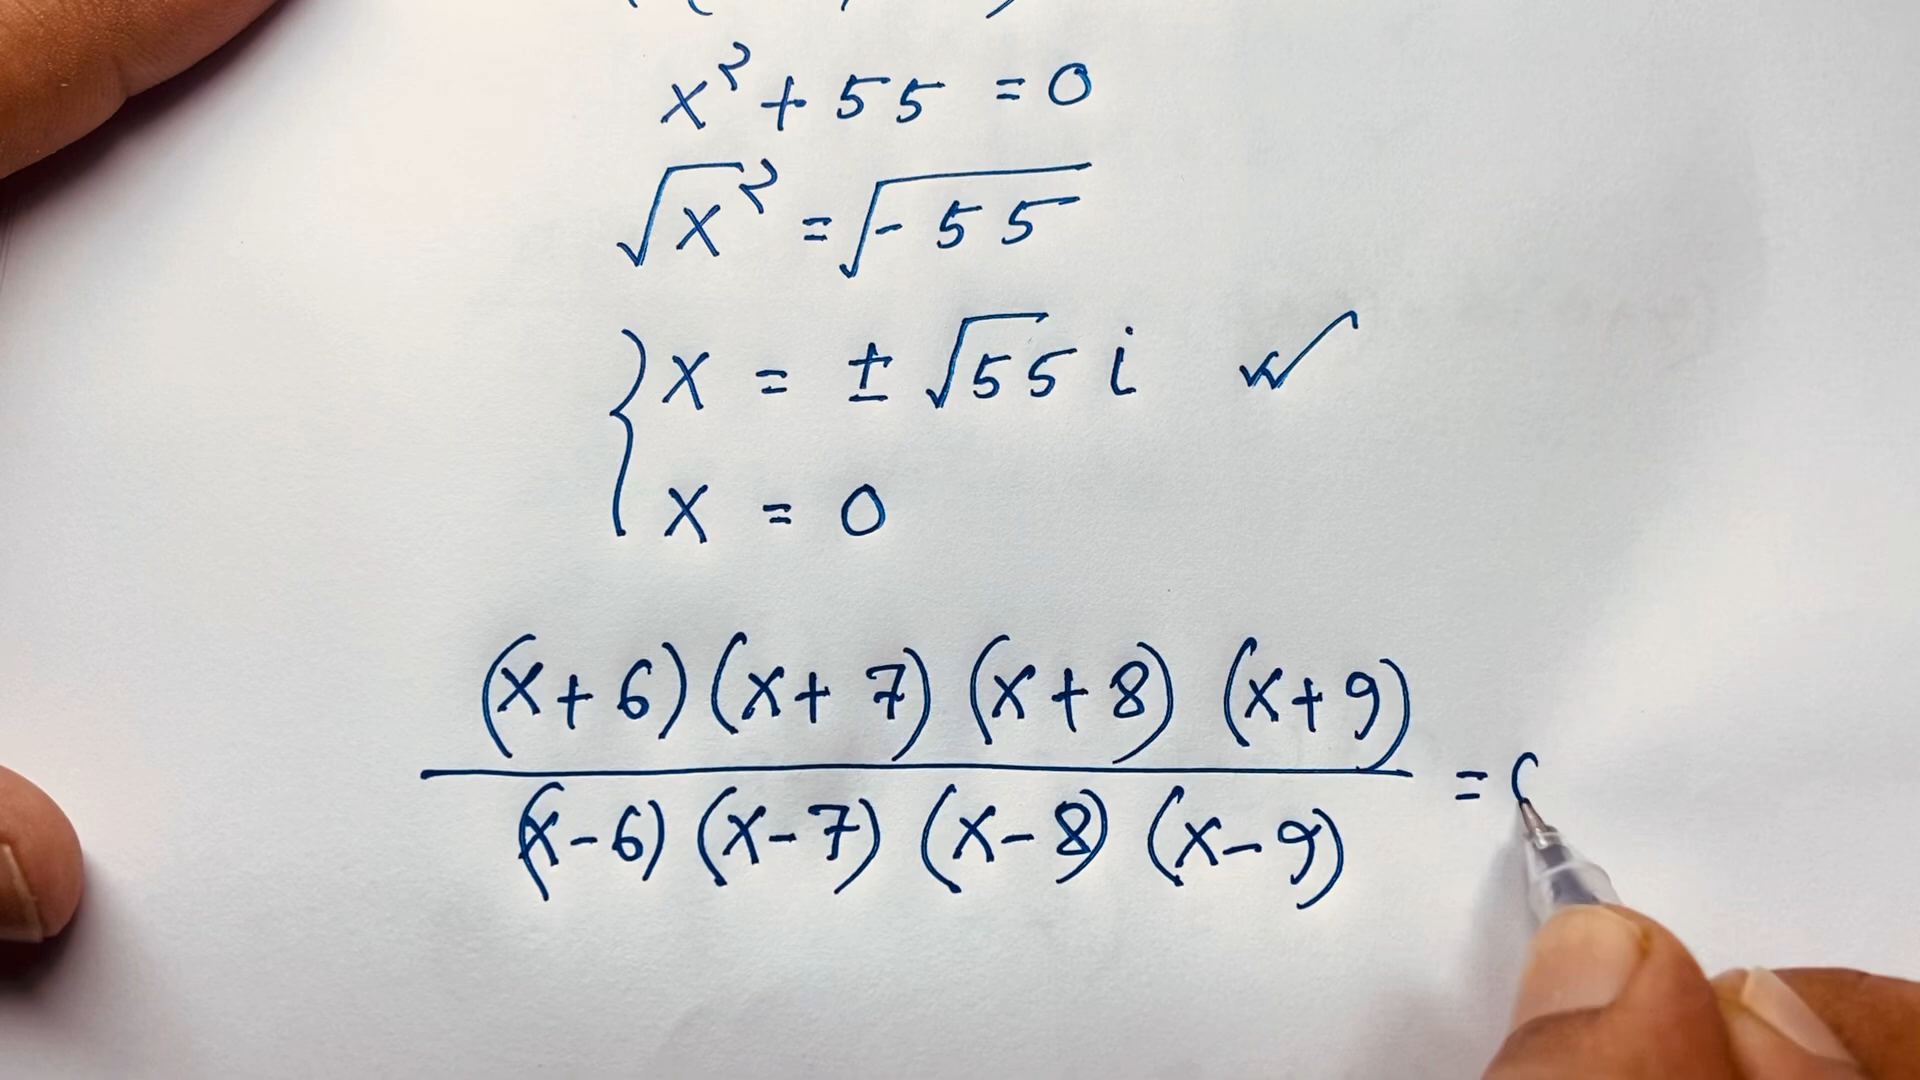 x² + 55 = 0
√x² = √-55
x = ± √55 i ✓
x = 0
(x+6)(x+7)(x+8)(x+9)
=
(x-6)(x-7)(x-8)(x-9)